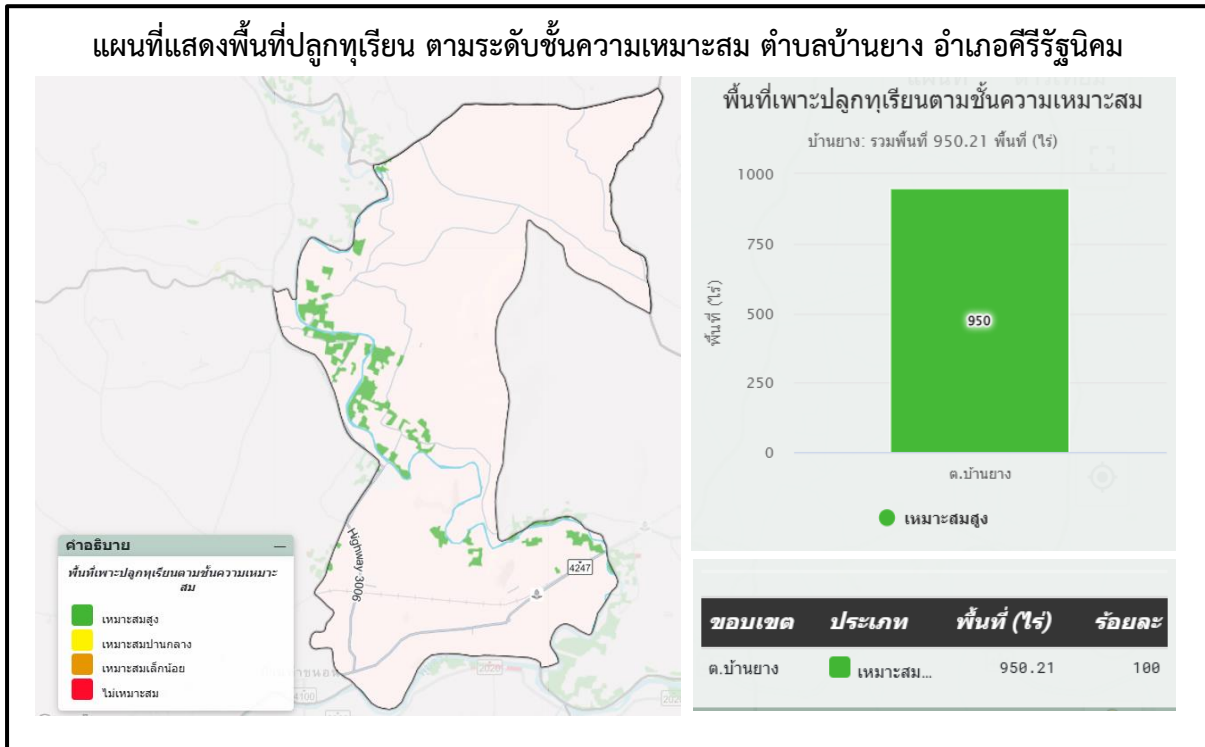 แผนที่แสดงพื้นที่ปลูกทุเรียน ตามระดับชั้นความเหมาะสม ตำบลบ้านยาง อำเภอคีรีรัฐนิคม
Highway 3006
4247
2026
4100
คำอธิบาย
พื้นที่เพาะปลูกทุเรียนตามชั้นความเหมาะ
สม
เหมาะสมสูง
เหมาะสมปานกลาง
เหมาะสมเล็กน้อย
ไม่เหมาะสม
พื้นที่เพาะปลูกทุเรียนตามชั้นความเหมาะสม
บ้านยาง: รวมพื้นที่ 950.21 พื้นที่ (ไร่)
พื้นที่ (ไร่)
1000
750
500
250
0
950
ต.บ้านยาง
เหมาะสมสูง
ขอบเขต ประเภท พื้นที่ (ไร่) ร้อยละ
ต.บ้านยาง เหมาะสม... 950.21 100